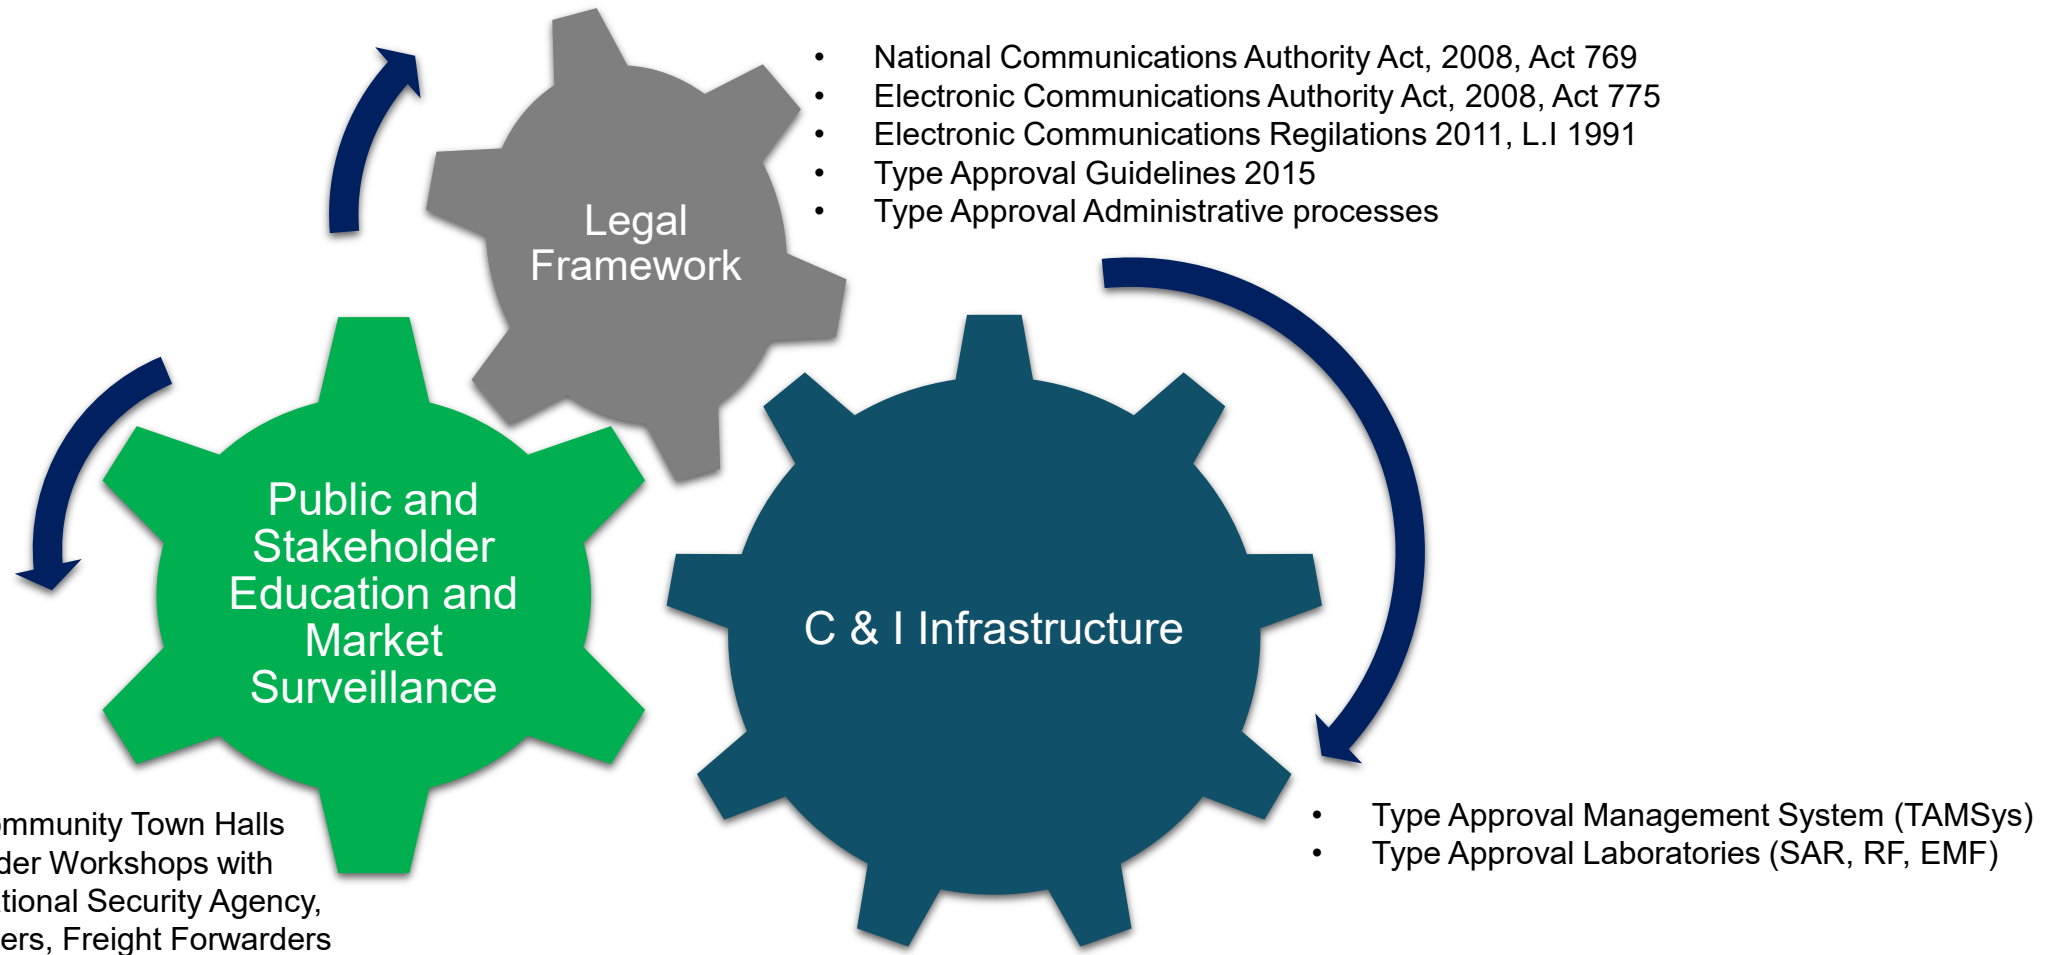 • National Communications Authority Act, 2008, Act 769
• Electronic Communications Authority Act, 2008, Act 775
• Electronic Communications Regilations 2011, L.I 1991
• Type Approval Guidelines 2015
• Type Approval Administrative processes
Legal
Framework
Public and
Stakeholder
Education and
Market
Surveillance
C & I Infrastructure
• Type Approval Management System (TAMSys)
• Type Approval Laboratories (SAR, RF, EMF)
Town Halls
Workshops with
Security Agency,
Freight Forwarders